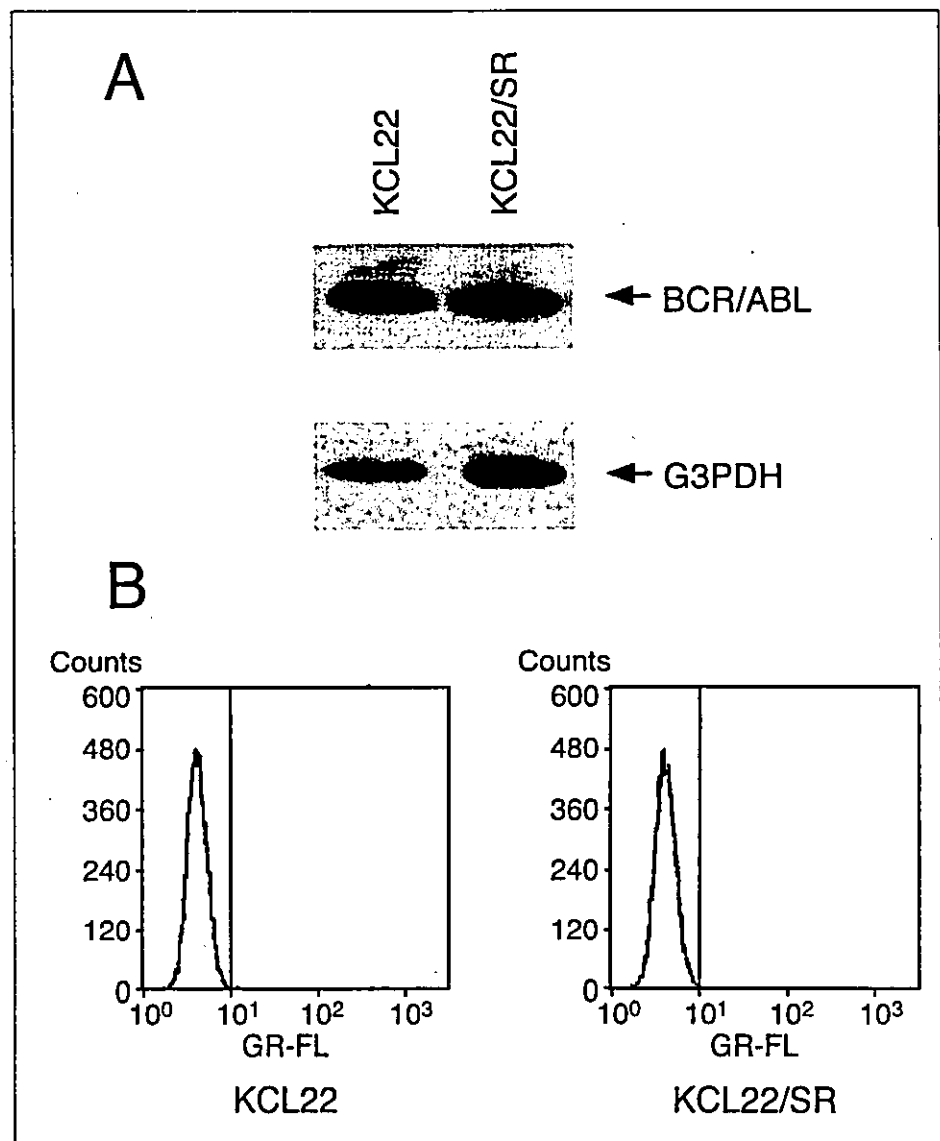 A
KCL22
KCL22/SR
BCR/ABL
G3PDH
B
Counts
600
480
360
240
120
0
10⁰ 10¹ 10² 10³
GR-FL
KCL22
Counts
600
480
360
240
120
0
10⁰ 10¹ 10² 10³
GR-FL
KCL22/SR